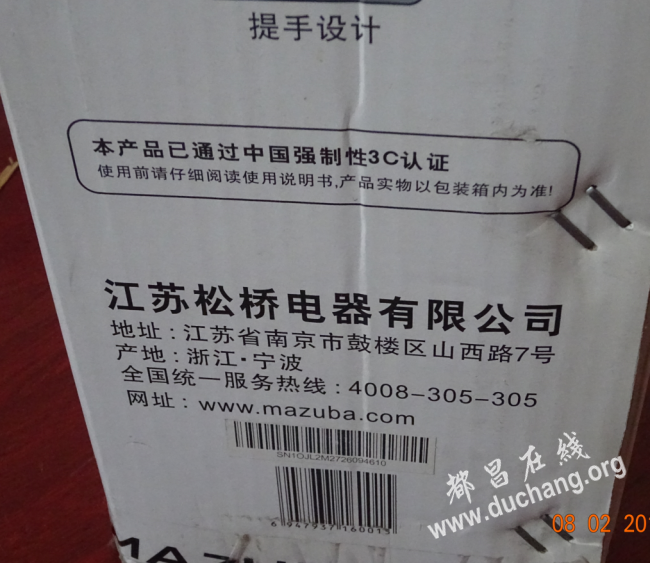 提手设计
本产品已通过中国强制性3C认证
使用前请仔细阅读使用说明书,产品实物以包装箱内为准!
江苏松桥电器有限公司
地址:江苏省南京市鼓楼区山西路7号
产地:浙江·宁波
全国统一服务热线:4008-305-305
网址:www.mazuba.com
SN1OJL2M2726094610
6947937160013
都昌在线
www.duchang.org
08 02 20